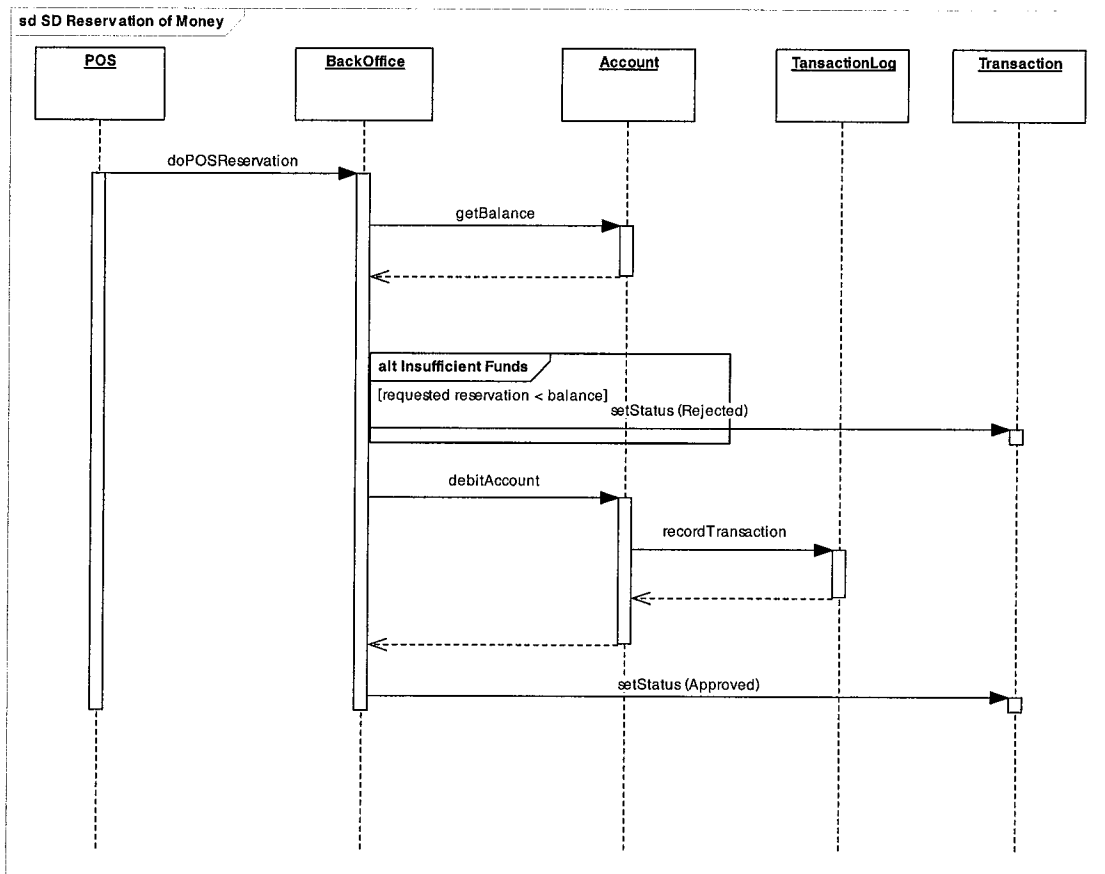 sd SD Reservation of Money
POS
BackOffice
Account
TansactionLog
Transaction
doPOSReservation
getBalance
alt Insufficient Funds
[requested reservation < balance]
setStatus (Rejected)
debitAccount
recordTransaction
setStatus (Approved)